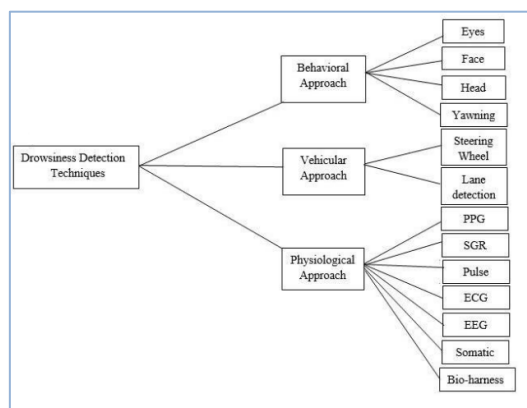 Drowsiness Detection
Techniques
Behavioral
Approach
Eyes
Face
Head
Yawning
Vehicular
Approach
Steering
Wheel
Lane
detection
Physiological
Approach
PPG
SGR
Pulse
ECG
EEG
Somatic
Bio-harness